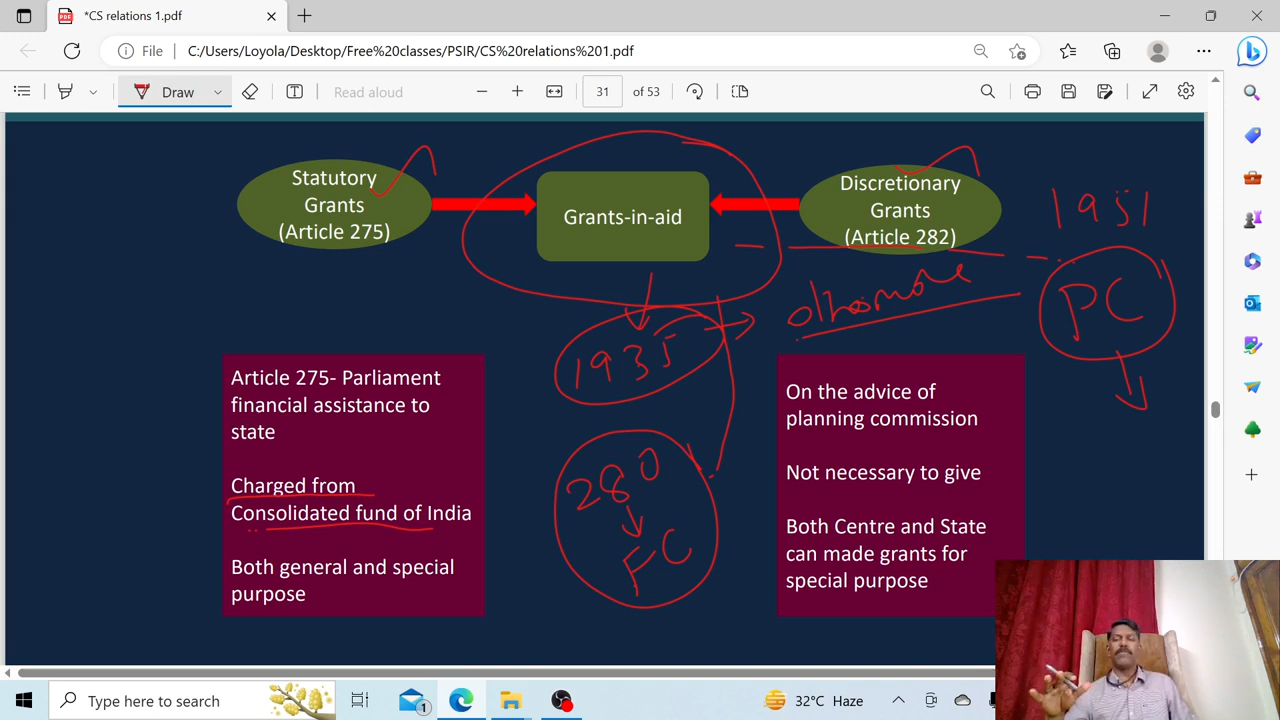 *CS relations 1.pdf
File
C:/Users/Loyola/Desktop/Free%20classes/PSIR/CS%20relations%201.pdf
Draw
Read aloud
31
of 53
Statutory
Grants
(Article 275)
Grants-in-aid
Discretionary
Grants
(Article 282)
1951
PC
1935
280
FC
Article 275- Parliament
financial assistance to
state
Charged from
Consolidated fund of India
Both general and special
purpose
On the advice of
planning commission
Not necessary to give
Both Centre and State
can made grants for
special purpose
Type here to search
1
32°C Haze